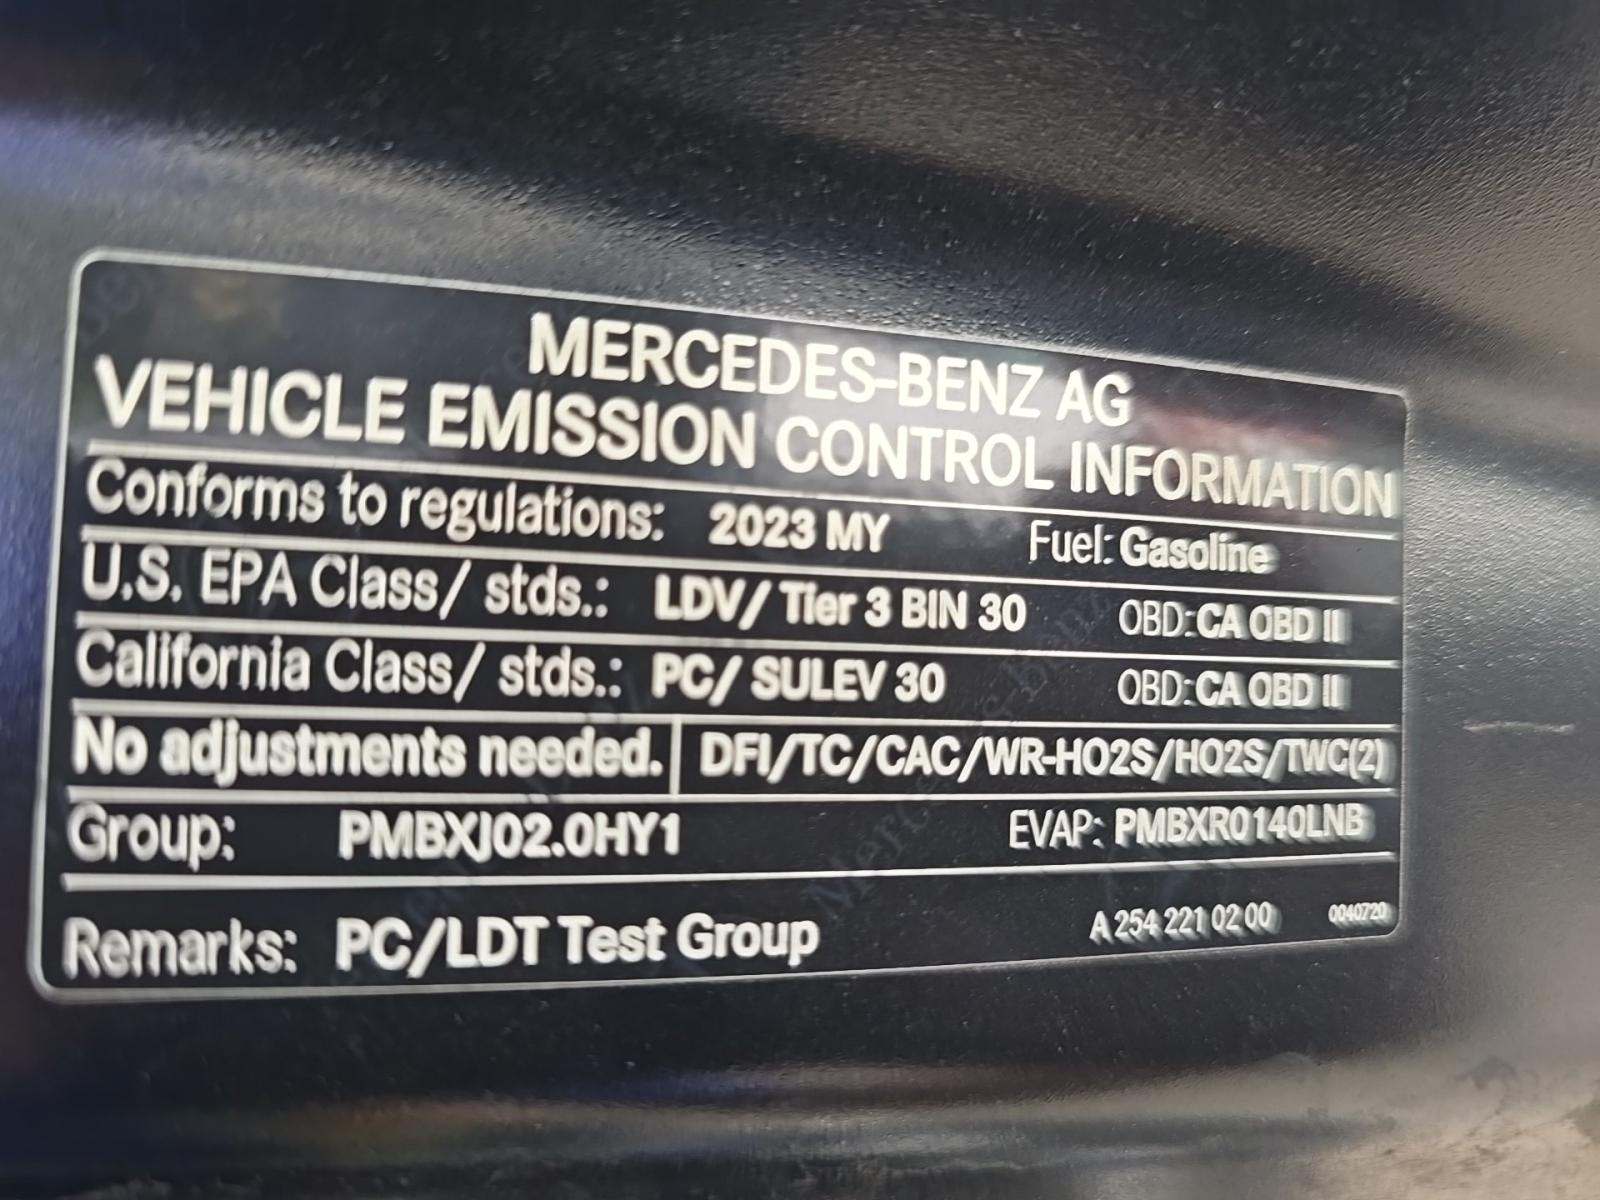 MERCEDES-BENZ AG
VEHICLE EMISSION CONTROL INFORMATION
Conforms to regulations: 2023 MY Fuel: Gasoline
U.S. EPA Class/ stds.: LDV/ Tier 3 BIN 30 OBD: CA OBD II
California Class/ stds.: PC/ SULEV 30 OBD: CA OBD II
No adjustments needed. DFI/TC/CAC/WR-HO2S/HO2S/TWC(2)
Group: PMBXJ02.0HY1 EVAP: PMBXR0140LNB
Remarks: PC/LDT Test Group A 254 221 02 00 0040720